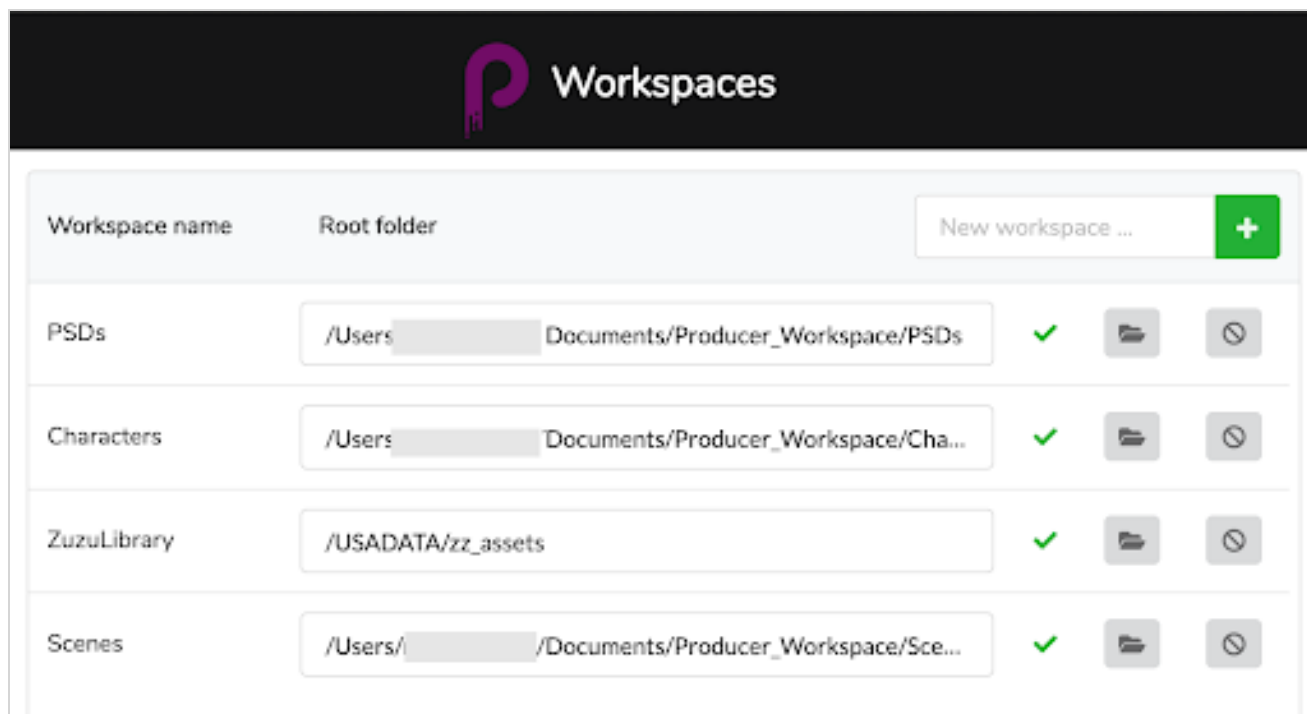 Workspaces
Workspace name Root folder New workspace ...
PSDs /Users Documents/Producer_Workspace/PSDs
Characters /Users Documents/Producer_Workspace/Cha...
ZuzuLibrary /USADATA/zz_assets
Scenes /Users/ /Documents/Producer_Workspace/Sce...